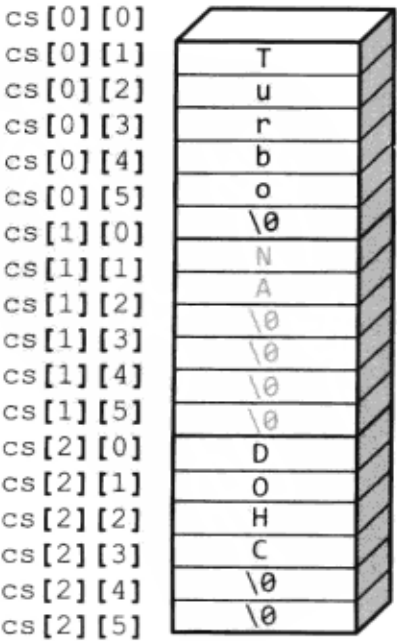 cs[0][0] T
cs[0][1] u
cs[0][2] r
cs[0][3] b
cs[0][4] o
cs[0][5] \0
cs[1][0] N
cs[1][1] A
cs[1][2] \0
cs[1][3] \0
cs[1][4] \0
cs[1][5] \0
cs[2][0] D
cs[2][1] O
cs[2][2] H
cs[2][3] C
cs[2][4] \0
cs[2][5] \0